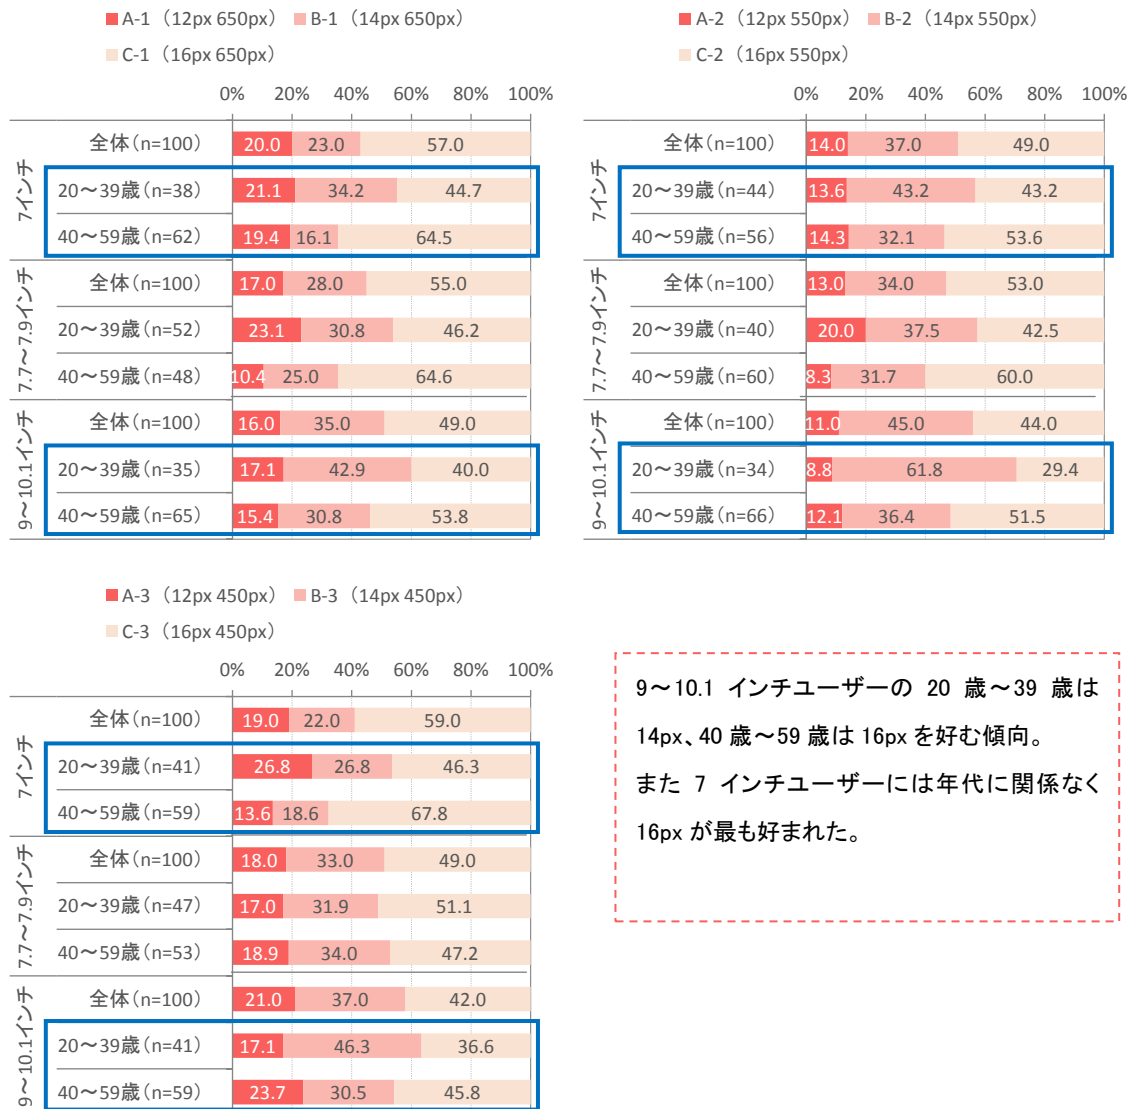 A-1 (12px 650px) B-1 (14px 650px)
C-1 (16px 650px)
0% 20% 40% 60% 80% 100%
7インチ
全体(n=100) 20.0 23.0 57.0
20～39歳(n=38) 21.1 34.2 44.7
40～59歳(n=62) 19.4 16.1 64.5
7.7～7.9インチ
全体(n=100) 17.0 28.0 55.0
20～39歳(n=52) 23.1 30.8 46.2
40～59歳(n=48) 10.4 25.0 64.6
9～10.1インチ
全体(n=100) 16.0 35.0 49.0
20～39歳(n=35) 17.1 42.9 40.0
40～59歳(n=65) 15.4 30.8 53.8
A-2 (12px 550px) B-2 (14px 550px)
C-2 (16px 550px)
0% 20% 40% 60% 80% 100%
7インチ
全体(n=100) 14.0 37.0 49.0
20～39歳(n=44) 13.6 43.2 43.2
40～59歳(n=56) 14.3 32.1 53.6
7.7～7.9インチ
全体(n=100) 13.0 34.0 53.0
20～39歳(n=40) 20.0 37.5 42.5
40～59歳(n=60) 8.3 31.7 60.0
9～10.1インチ
全体(n=100) 11.0 45.0 44.0
20～39歳(n=34) 8.8 61.8 29.4
40～59歳(n=66) 12.1 36.4 51.5
A-3 (12px 450px) B-3 (14px 450px)
C-3 (16px 450px)
0% 20% 40% 60% 80% 100%
7インチ
全体(n=100) 19.0 22.0 59.0
20～39歳(n=41) 26.8 26.8 46.3
40～59歳(n=59) 13.6 18.6 67.8
7.7～7.9インチ
全体(n=100) 18.0 33.0 49.0
20～39歳(n=47) 17.0 31.9 51.1
40～59歳(n=53) 18.9 34.0 47.2
9～10.1インチ
全体(n=100) 21.0 37.0 42.0
20～39歳(n=41) 17.1 46.3 36.6
40～59歳(n=59) 23.7 30.5 45.8
9～10.1 インチユーザーの 20 歳～39 歳は
14px、40 歳～59 歳は 16px を好む傾向。
また 7 インチユーザーには年代に関係なく
16px が最も好まれた。